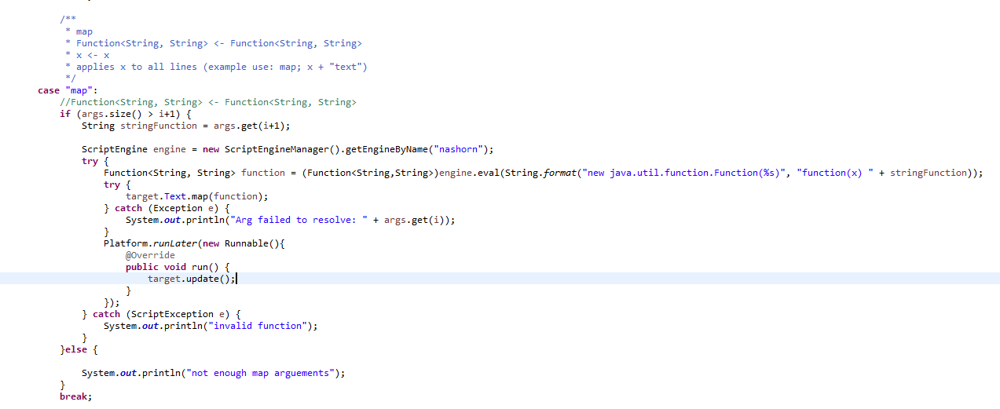 /**
* map
* Function<String, String> <- Function<String, String>
* x <- x
* applies x to all lines (example use: map; x + "text")
*/
case "map":
//Function<String, String> <- Function<String, String>
if (args.size() > i+1) {
String stringFunction = args.get(i+1);
ScriptEngine engine = new ScriptEngineManager().getEngineByName("nashorn");
try {
Function<String, String> function = (Function<String,String>)engine.eval(String.format("new java.util.function.Function(%s)", "function(x) " + stringFunction));
try {
target.Text.map(function);
} catch (Exception e) {
System.out.println("Arg failed to resolve: " + args.get(i));
}
Platform.runLater(new Runnable(){
@Override
public void run() {
target.update();
}
});
} catch (ScriptException e) {
System.out.println("invalid function");
}
}else {
System.out.println("not enough map arguements");
}
break;